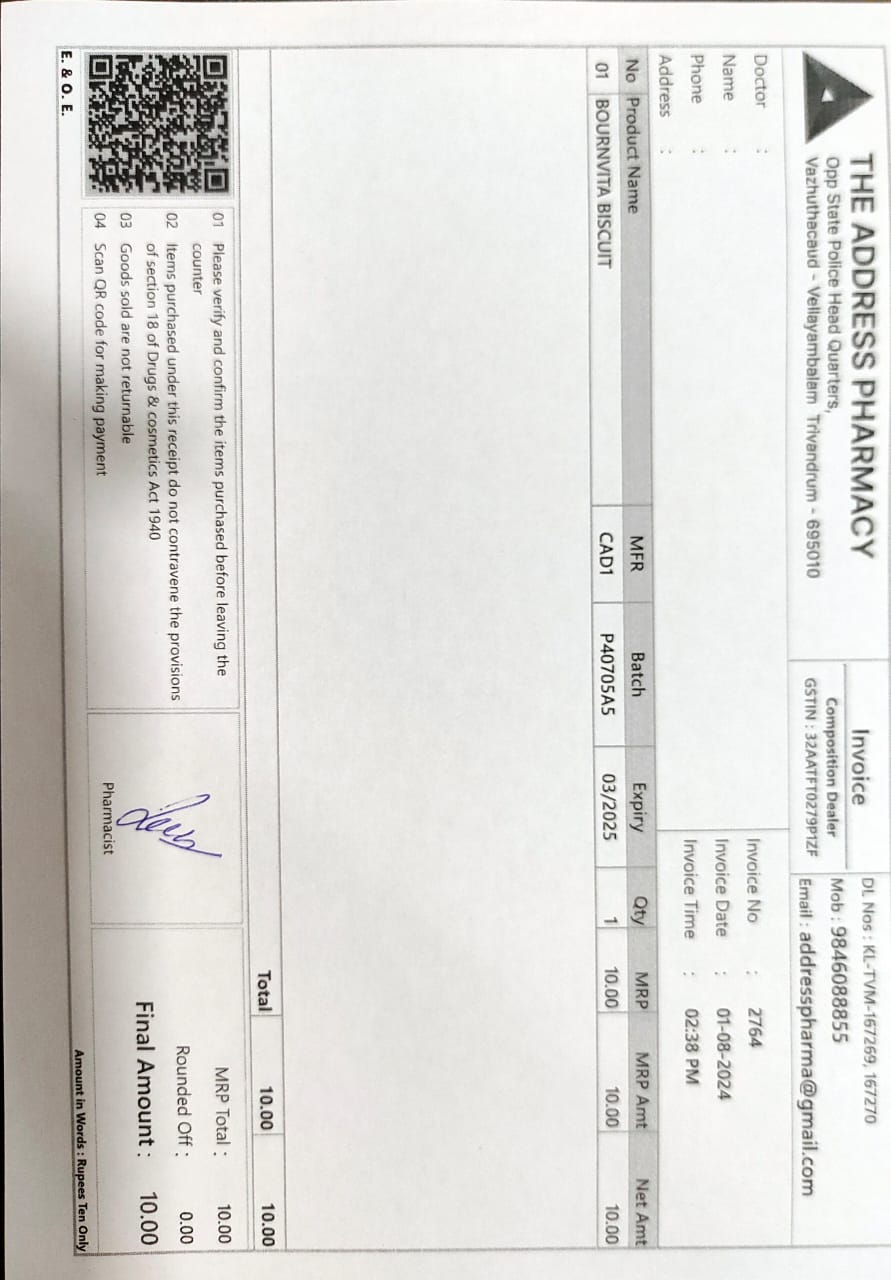 THE ADDRESS PHARMACY
Opp State Police Head Quarters,
Vazhuthacaud - Vellayambalam Trivandrum - 695010
Invoice
Composition Dealer
GSTIN : 32AATFT0279P1ZF
DL Nos : KL-TVM-167269, 167270
Mob : 9846088855
Email : addresspharma@gmail.com
Doctor :
Name :
Phone :
Address :
Invoice No : 2764
Invoice Date : 01-08-2024
Invoice Time : 02:38 PM
No Product Name MFR Batch Expiry Qty MRP MRP Amt Net Amt
01 BOURNVITA BISCUIT CAD1 P40705A5 03/2025 1 10.00 10.00 10.00
Total 10.00 10.00
01 Please verify and confirm the items purchased before leaving the
counter
02 Items purchased under this receipt do not contravene the provisions
of section 18 of Drugs & cosmetics Act 1940
03 Goods sold are not returnable
04 Scan QR code for making payment
Pharmacist
MRP Total : 10.00
Rounded Off : 0.00
Final Amount : 10.00
E. & O. E.
Amount in Words : Rupees Ten Only